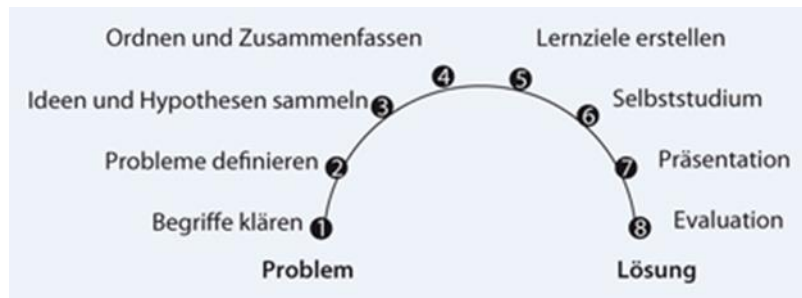 Ordnen und Zusammenfassen
Lernziele erstellen
4
5
Ideen und Hypothesen sammeln 3
6 Selbststudium
Probleme definieren 2
7 Präsentation
Begriffe klären 1
8 Evaluation
Problem
Lösung